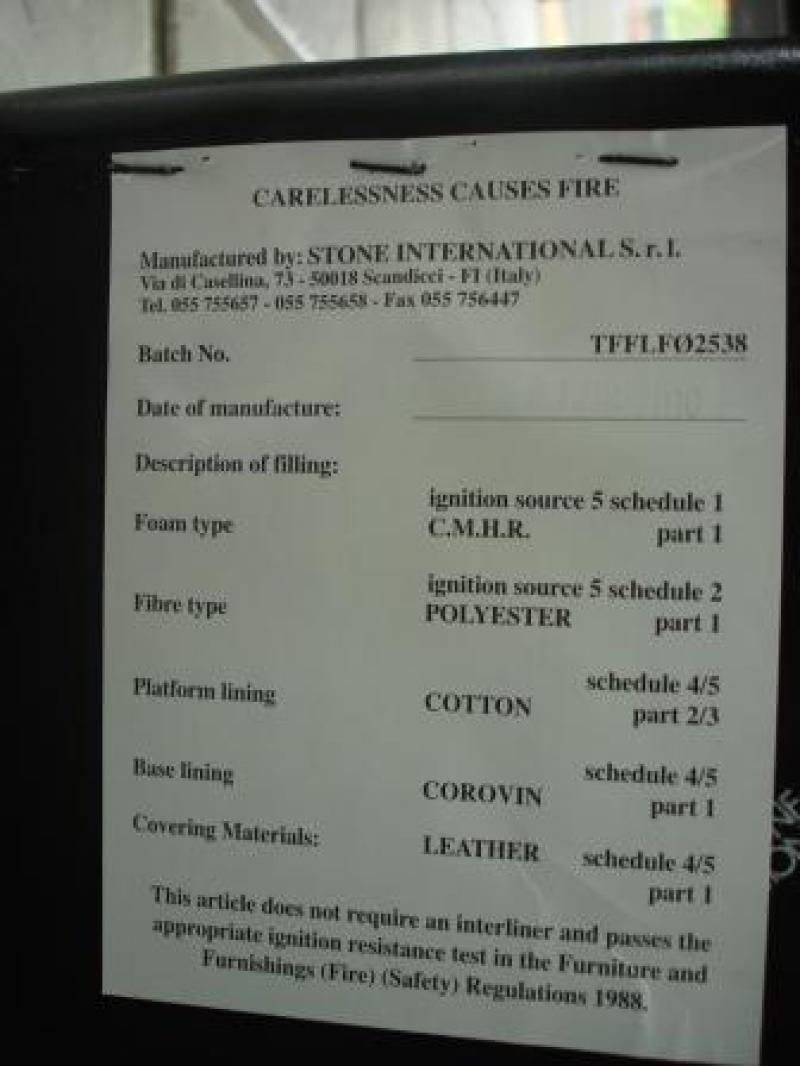 CARELESSNESS CAUSES FIRE
Manufactured by: STONE INTERNATIONAL S. r. l.
Via di Casellina, 73 - 50018 Scandicci - FI (Italy)
Tel. 055 755657 - 055 755658 - Fax 055 756447
Batch No. TFFLFØ2538
Date of manufacture:
Description of filling:
ignition source 5 schedule 1
Foam type C.M.H.R. part 1
ignition source 5 schedule 2
Fibre type POLYESTER part 1
schedule 4/5
Platform lining COTTON part 2/3
schedule 4/5
Base lining COROVIN part 1
Covering Materials: LEATHER schedule 4/5
part 1
This article does not require an interliner and passes the
appropriate ignition resistance test in the Furniture and
Furnishings (Fire) (Safety) Regulations 1988.